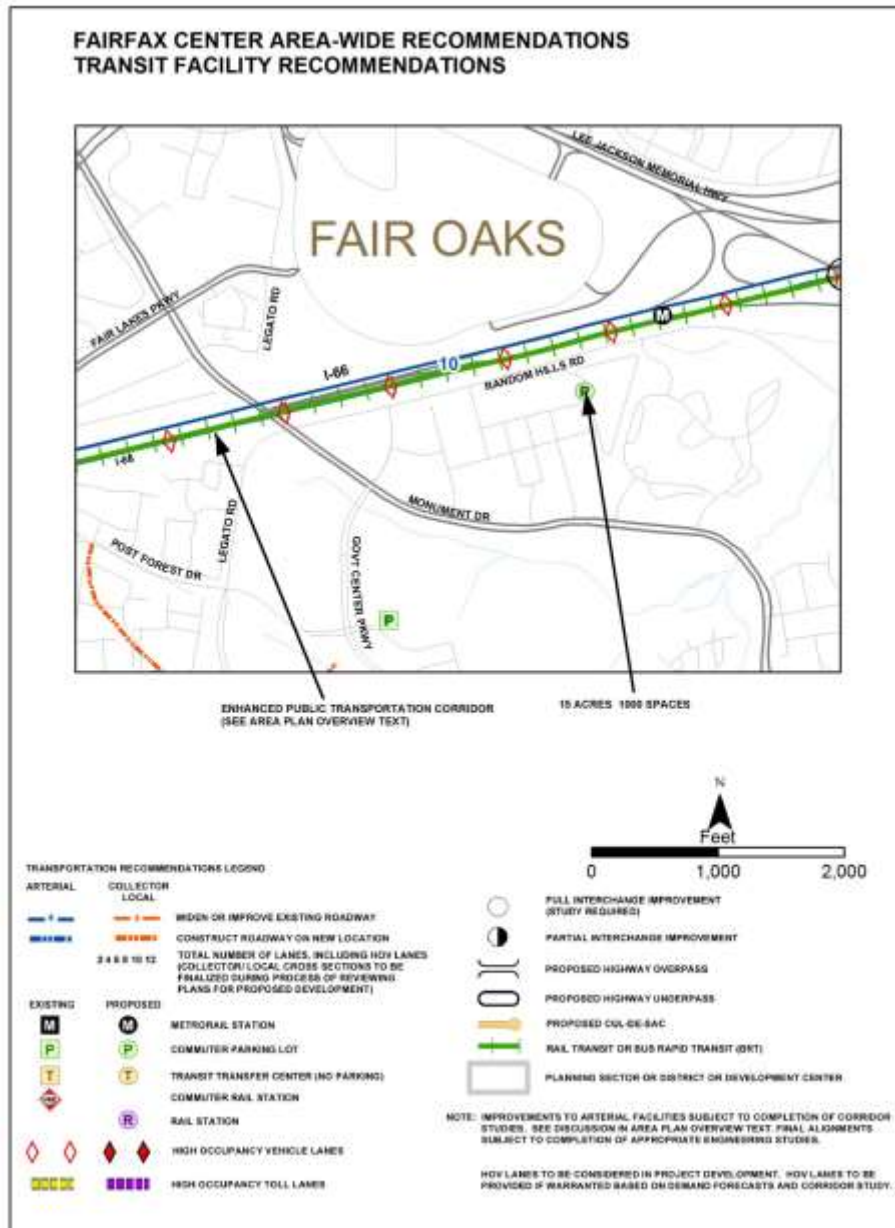 FAIRFAX CENTER AREA-WIDE RECOMMENDATIONS
TRANSIT FACILITY RECOMMENDATIONS
LEE JACKSON MEMORIAL HWY
FAIR OAKS
FAIR LAKES PKWY
LEGATO RD
M
I-66
10
RANDOM HILLS RD
P
I-66
MONUMENT DR
LEGATO RD
POST FOREST DR
GOVT CENTER PKWY
P
ENHANCED PUBLIC TRANSPORTATION CORRIDOR
(SEE AREA PLAN OVERVIEW TEXT)
15 ACRES 1000 SPACES
N
Feet
0 1,000 2,000
TRANSPORTATION RECOMMENDATIONS LEGEND
ARTERIAL COLLECTOR
LOCAL
WIDEN OR IMPROVE EXISTING ROADWAY
CONSTRUCT ROADWAY ON NEW LOCATION
2 4 6 8 10 12 TOTAL NUMBER OF LANES, INCLUDING HOV LANES
(COLLECTOR/ LOCAL CROSS SECTIONS TO BE
FINALIZED DURING PROCESS OF REVIEWING
PLANS FOR PROPOSED DEVELOPMENT)
EXISTING PROPOSED
M M METRORAIL STATION
P P COMMUTER PARKING LOT
T T TRANSIT TRANSFER CENTER (NO PARKING)
COMMUTER RAIL STATION
R RAIL STATION
HIGH OCCUPANCY VEHICLE LANES
HIGH OCCUPANCY TOLL LANES
FULL INTERCHANGE IMPROVEMENT
(STUDY REQUIRED)
PARTIAL INTERCHANGE IMPROVEMENT
PROPOSED HIGHWAY OVERPASS
PROPOSED HIGHWAY UNDERPASS
PROPOSED CUL-DE-SAC
RAIL TRANSIT OR BUS RAPID TRANSIT (BRT)
PLANNING SECTOR OR DISTRICT OR DEVELOPMENT CENTER
NOTE: IMPROVEMENTS TO ARTERIAL FACILITIES SUBJECT TO COMPLETION OF CORRIDOR
STUDIES. SEE DISCUSSION IN AREA PLAN OVERVIEW TEXT. FINAL ALIGNMENTS
SUBJECT TO COMPLETION OF APPROPRIATE ENGINEERING STUDIES.
HOV LANES TO BE CONSIDERED IN PROJECT DEVELOPMENT. HOV LANES TO BE
PROVIDED IF WARRANTED BASED ON DEMAND FORECASTS AND CORRIDOR STUDY.